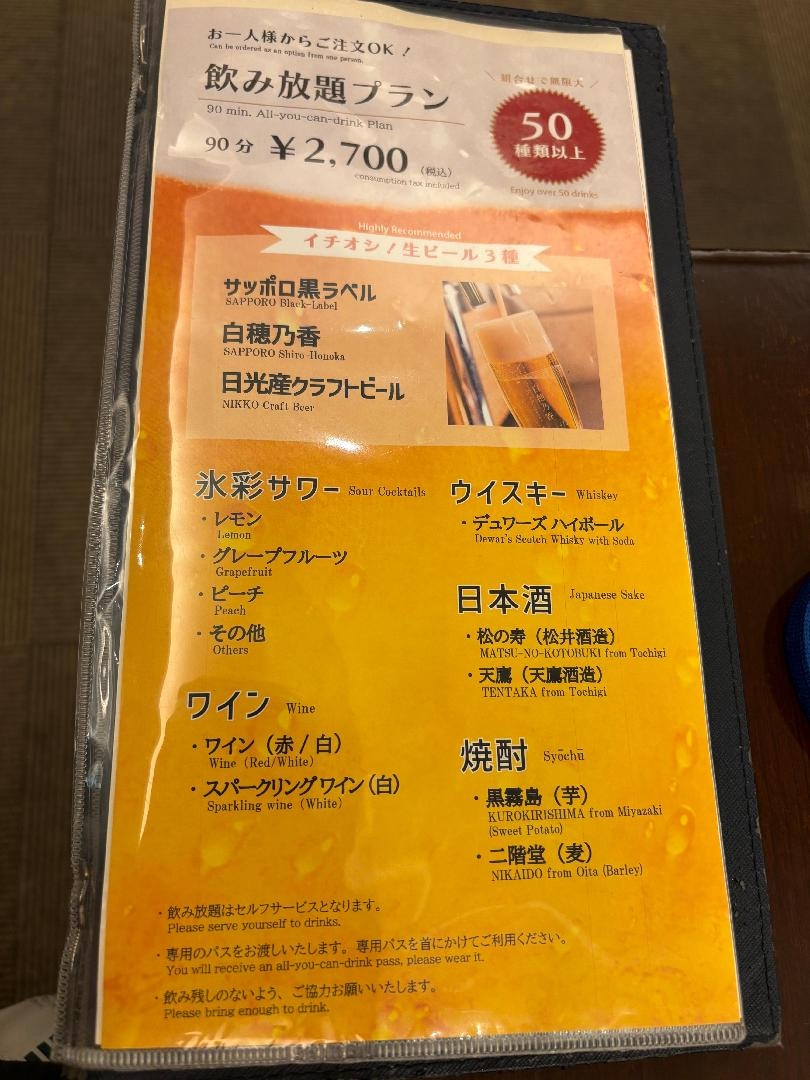 お一人様からご注文OK！
Can be ordered as an option from one person.
飲み放題プラン
90 min. All-you-can-drink Plan
90分 ￥2,700 (税込)
consumption tax included
＼ 組合せで無限大 ／
50
種類以上
Enjoy over 50 drinks
Highly Recommended
イチオシ！生ビール3種
サッポロ黒ラベル
SAPPORO Black-Label
白穂乃香
SAPPORO Shiro-Honoka
日光産クラフトビール
NIKKO Craft Beer
氷彩サワー Sour Cocktails
・レモン
Lemon
・グレープフルーツ
Grapefruit
・ピーチ
Peach
・その他
Others
ワイン Wine
・ワイン（赤/白）
Wine（Red/White）
・スパークリングワイン（白）
Sparkling wine（White）
ウイスキー Whiskey
・デュワーズ ハイボール
Dewar's Scotch Whisky with Soda
日本酒 Japanese Sake
・松の寿（松井酒造）
MATSU-NO-KOTOBUKI from Tochigi
・天鷹（天鷹酒造）
TENTAKA from Tochigi
焼酎 Syōchū
・黒霧島（芋）
KUROKIRISHIMA from Miyazaki
(Sweet Potato)
・二階堂（麦）
NIKAIDO from Oita (Barley)
・飲み放題はセルフサービスとなります。
Please serve yourself to drinks.
・専用のパスをお渡しいたします。専用パスを首にかけてご利用ください。
You will receive an all-you-can-drink pass, please wear it.
・飲み残しのないよう、ご協力お願いいたします。
Please bring enough to drink.